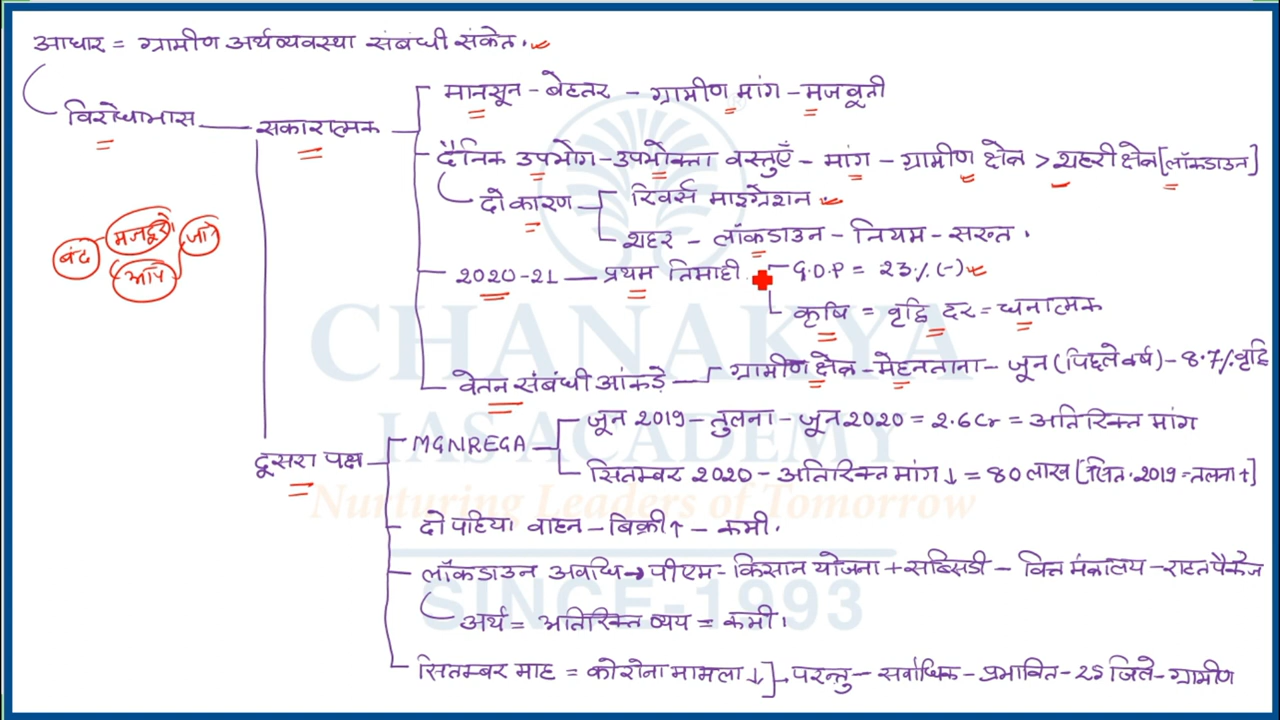 आधार = ग्रामीण अर्थव्यवस्था संबंधी संकेत.
विरोधाभास
सकारात्मक
मानसून - बेहतर - ग्रामीण मांग - मजबूती
दैनिक उपभोग - उपभोक्ता वस्तुएँ - मांग - ग्रामीण क्षेत्र > शहरी क्षेत्र [लॉकडाउन]
दो कारण
रिवर्स माइग्रेशन
शहर - लॉकडाउन - नियम - सख्त.
बंद
मजदूरों
जा
आय
2020-21 - प्रथम तिमाही
G.D.P = 23% (-)
कृषि = वृद्धि दर = धनात्मक
वेतन संबंधी आंकड़े
ग्रामीण क्षेत्र - मेहनताना - जून (पिछले वर्ष) - 8.7% वृद्धि
दूसरा पक्ष
MGNREGA
जून 2019 - तुलना - जून 2020 = 2.6 Cr = अतिरिक्त मांग
सितम्बर 2020 - अतिरिक्त मांग ↓ = 80 लाख [सित. 2019 - तलना ↑]
दो पहिया वाहन - बिक्री ↑ - कमी.
लॉकडाउन अवधि → पीएम - किसान योजना + सब्सिडी - वित्त मंत्रालय - राहत पैकेज
अर्थ = अतिरिक्त व्यय = कमी.
सितम्बर माह = कोरोना मामला ↓ ] परन्तु - सर्वाधिक - प्रभावित - 25 जिले - ग्रामीण
CHANAKYA
IAS ACADEMY
Nurturing Leaders of Tomorrow
SINCE-1993